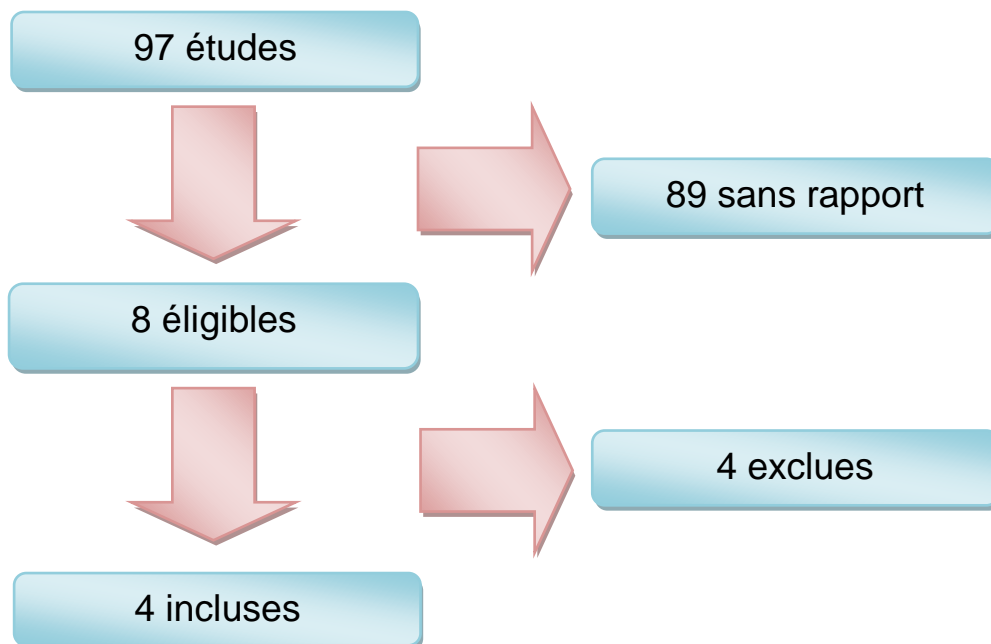 97 études
89 sans rapport
8 éligibles
4 exclues
4 incluses